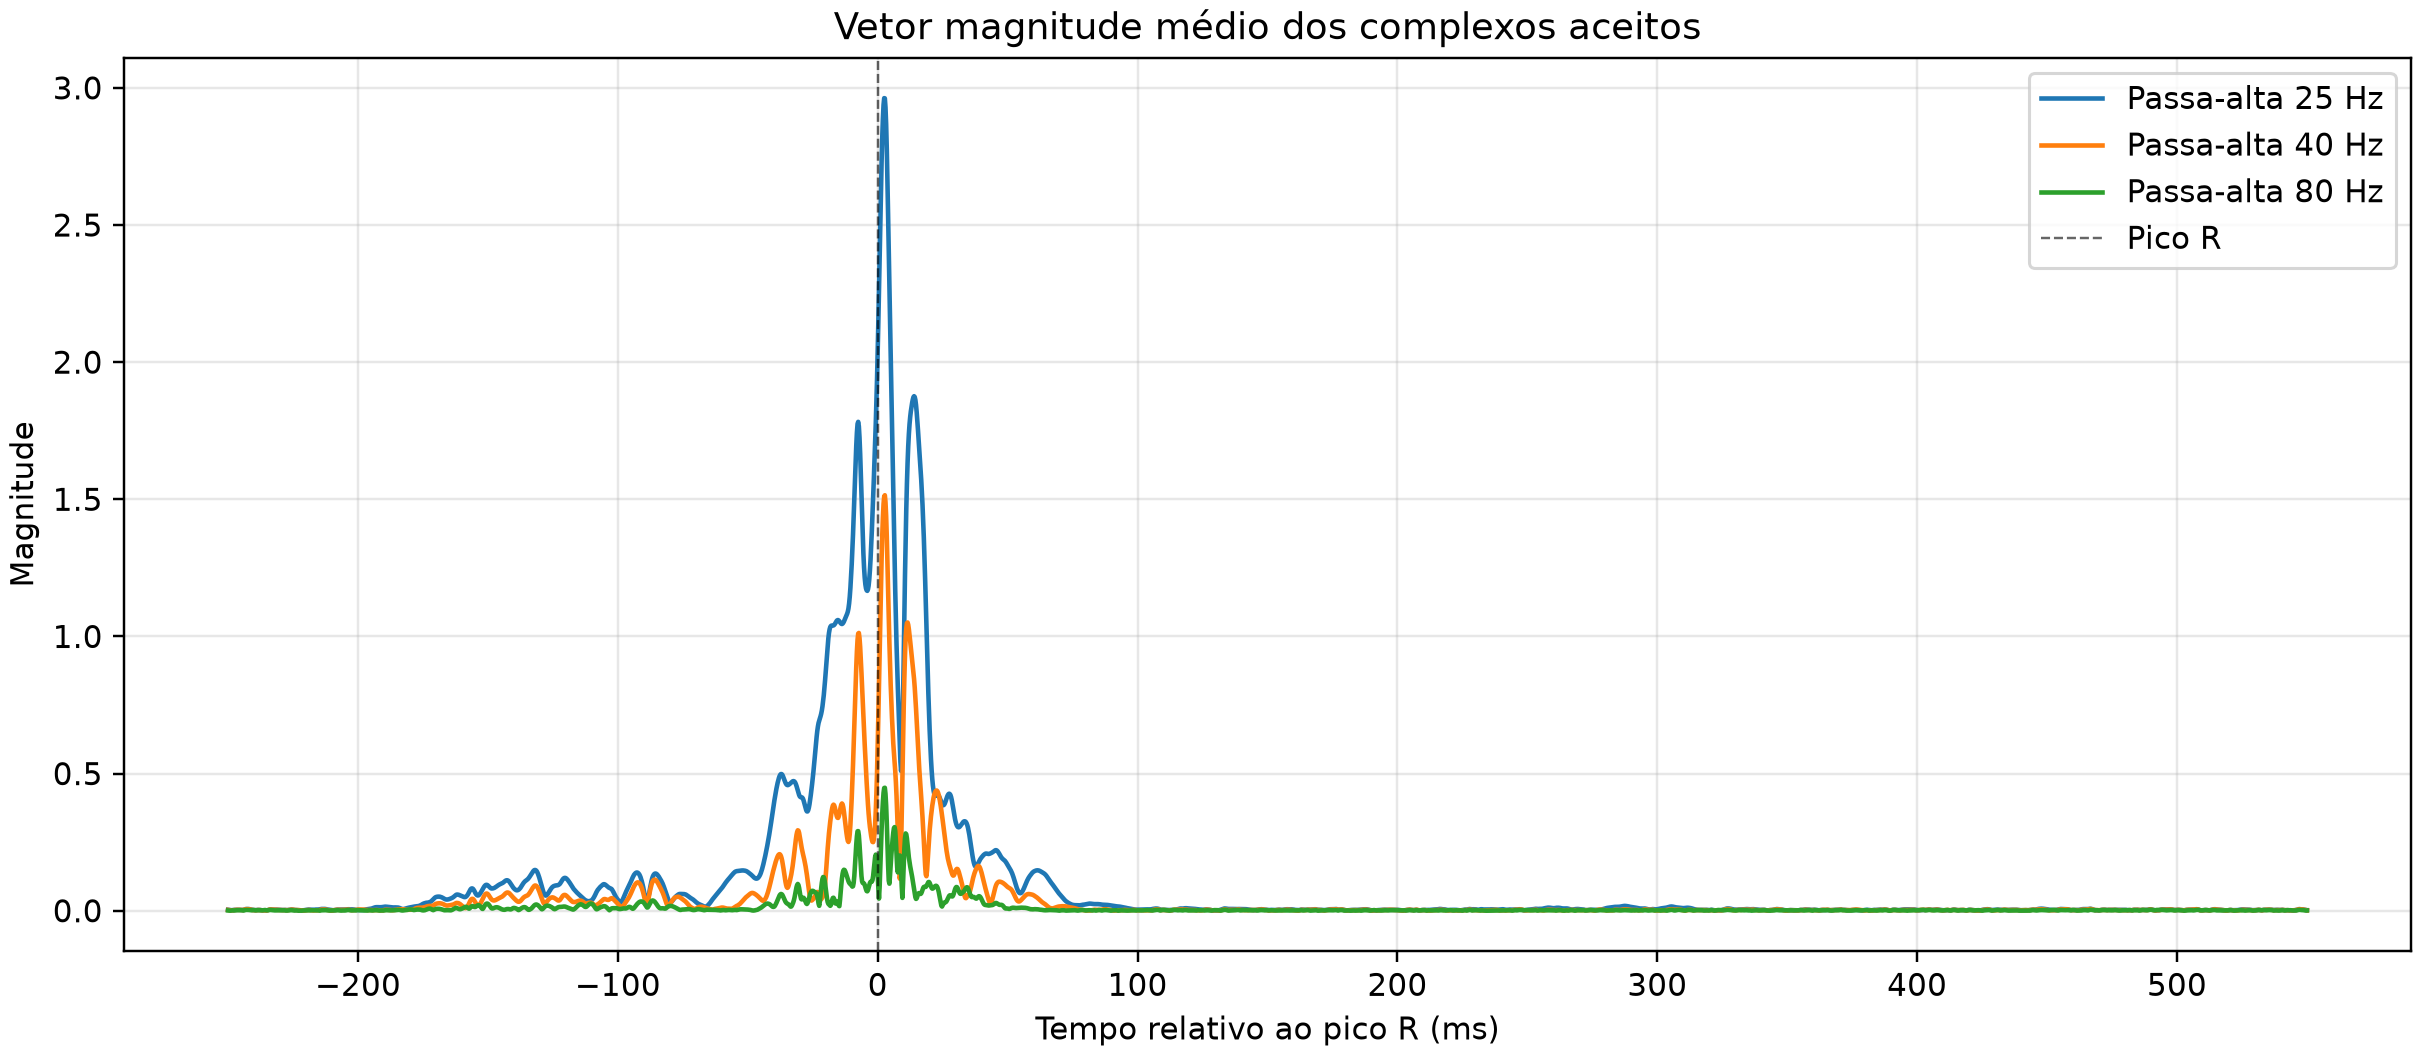 Vetor magnitude médio dos complexos aceitos
3.0
2.5
2.0
1.5
1.0
0.5
0.0
Magnitude
Passa-alta 25 Hz
Passa-alta 40 Hz
Passa-alta 80 Hz
Pico R
−200
−100
0
100
200
300
400
500
Tempo relativo ao pico R (ms)